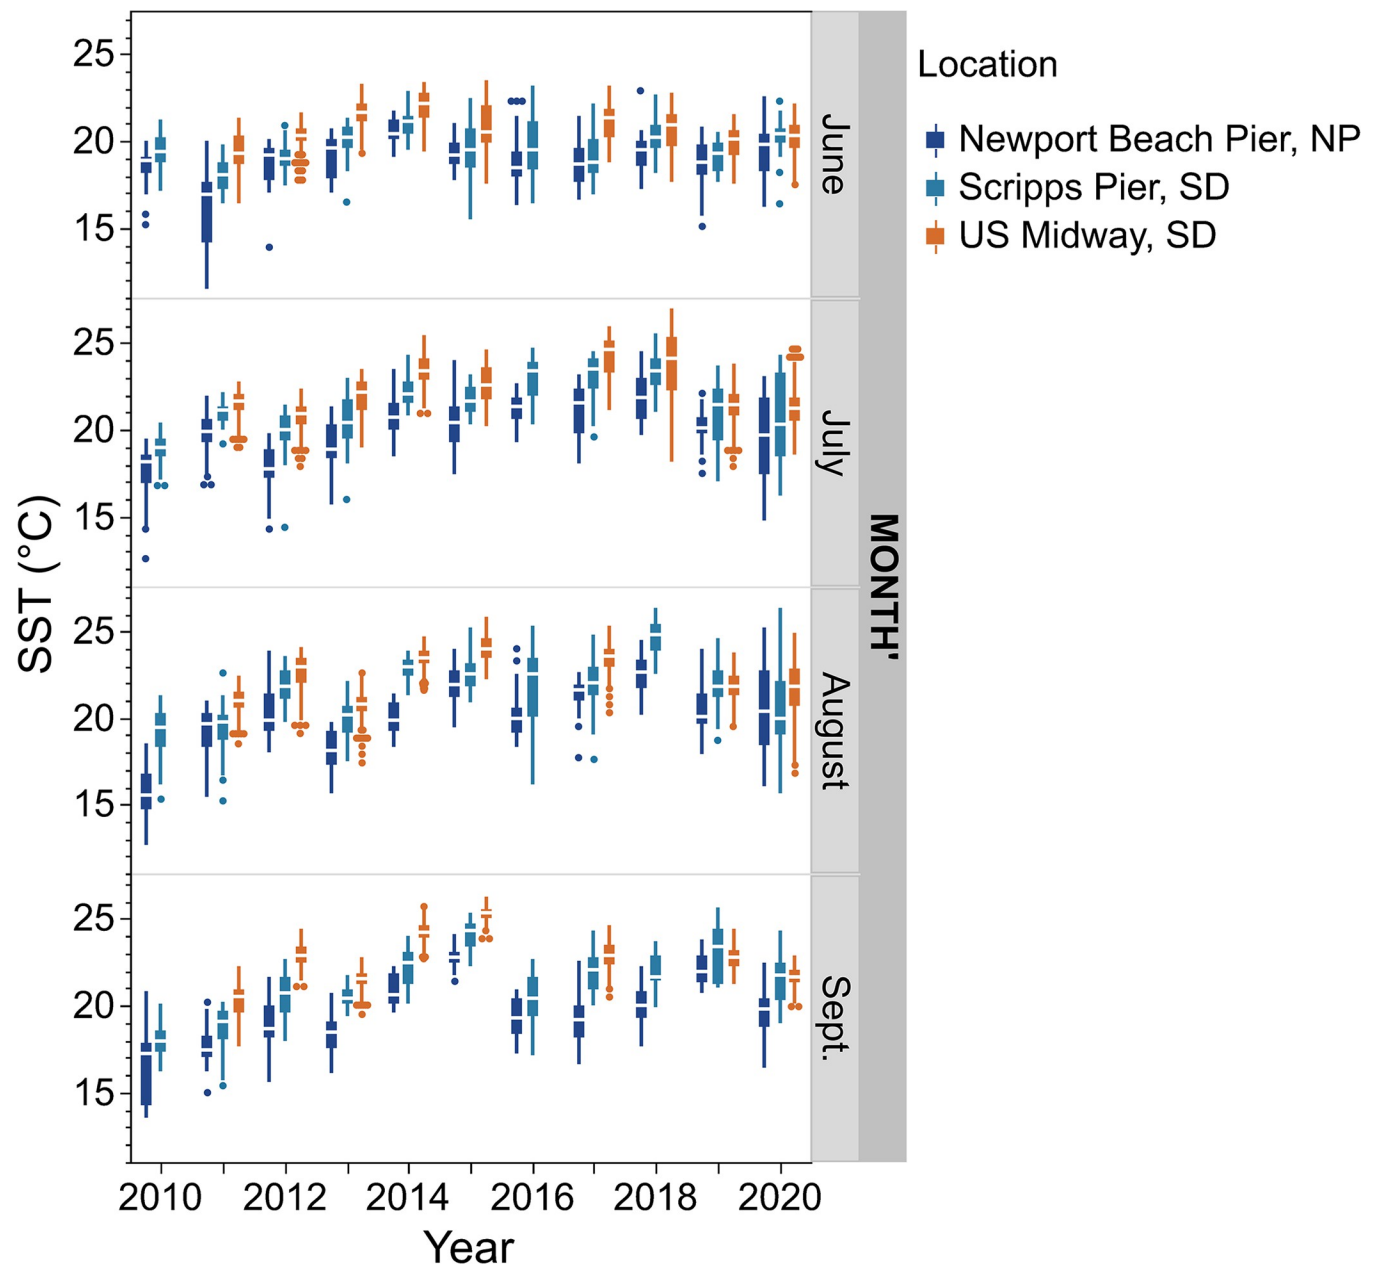 25
20
15
June
25
20
15
July
25
20
15
August
25
20
15
Sept.
MONTH'
SST (°C)
2010 2012 2014 2016 2018 2020
Year
Location
Newport Beach Pier, NP
Scripps Pier, SD
US Midway, SD